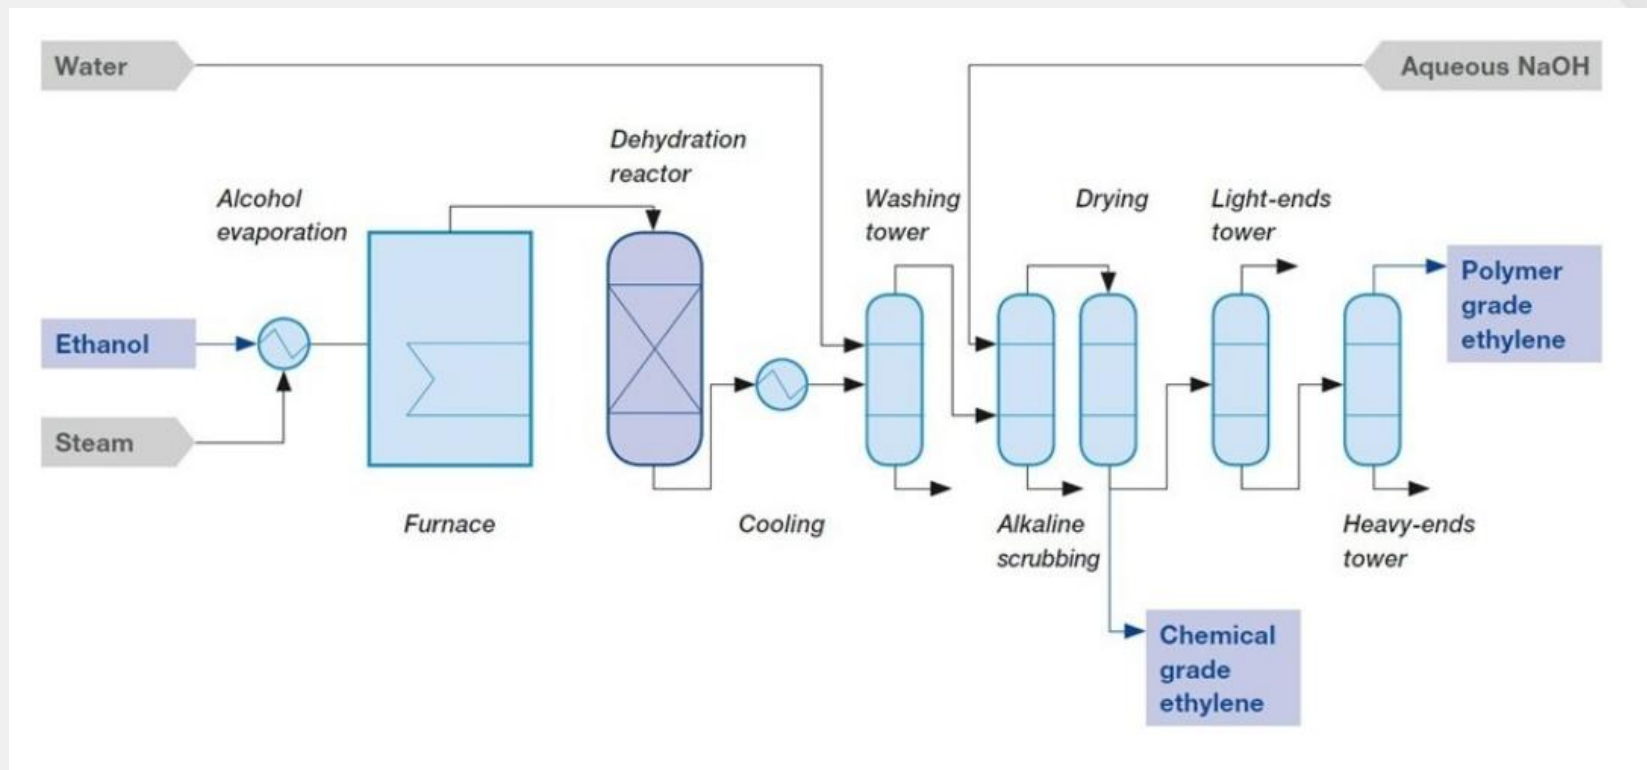 Water
Aqueous NaOH
Dehydration
reactor
Alcohol
evaporation
Washing
tower
Drying
Light-ends
tower
Polymer
grade
ethylene
Ethanol
Steam
Furnace
Cooling
Alkaline
scrubbing
Heavy-ends
tower
Chemical
grade
ethylene